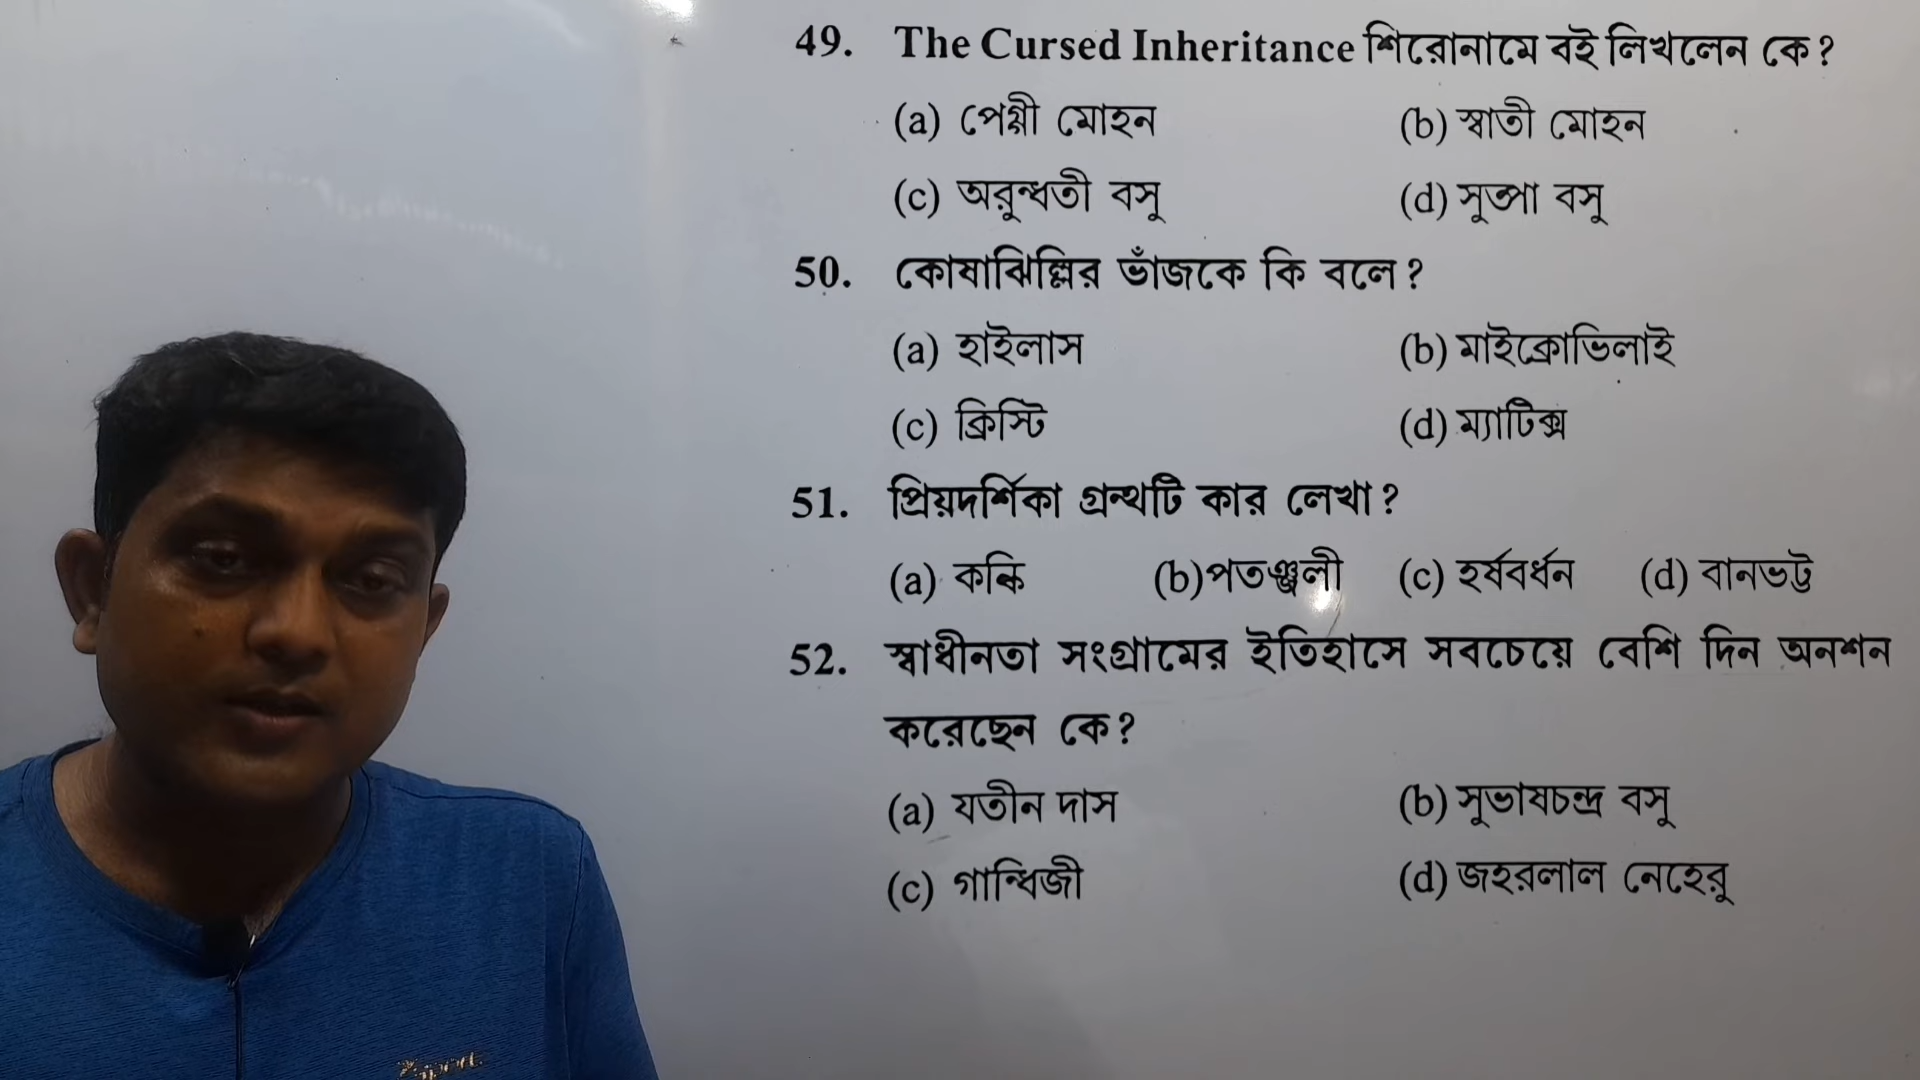 49. The Cursed Inheritance শিরোনামে বই লিখলেন কে?
(a) পেগ্গী মোহন (b) স্বাতী মোহন
(c) অরুন্ধতী বসু (d) সুতপা বসু
50. কোষাঝিল্লির ভাঁজকে কি বলে?
(a) হাইলাস (b) মাইক্রোভিলাই
(c) ক্রিস্টি (d) ম্যাটিক্স
51. প্রিয়দর্শিকা গ্রন্থটি কার লেখা?
(a) কল্কি (b)পতঞ্জলী (c) হর্ষবর্ধন (d) বানভট্ট
52. স্বাধীনতা সংগ্রামের ইতিহাসে সবচেয়ে বেশি দিন অনশন
করেছেন কে?
(a) যতীন দাস (b) সুভাষচন্দ্র বসু
(c) গান্ধিজী (d) জহরলাল নেহেরু